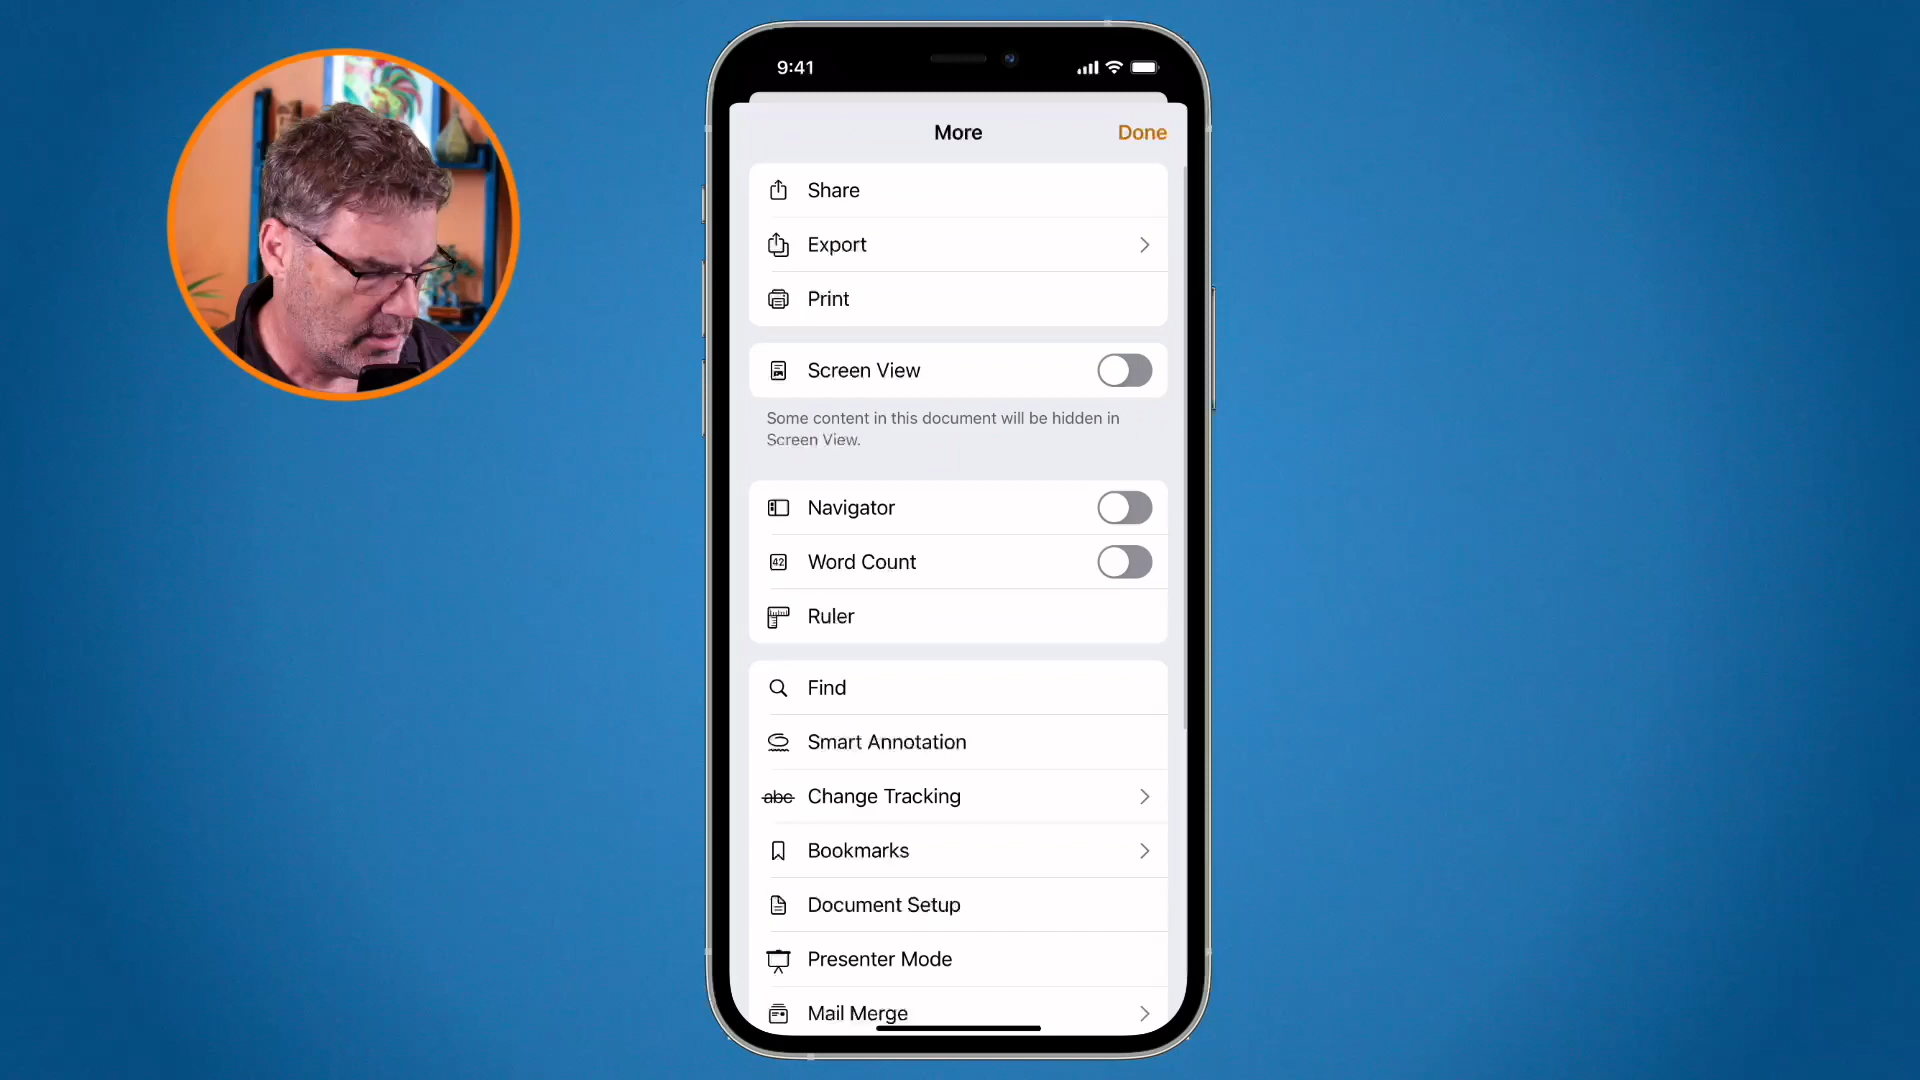 9:41
More
Done
Share
Export
Print
Screen View
Some content in this document will be hidden in
Screen View.
Navigator
42
Word Count
Ruler
Find
Smart Annotation
abc
Change Tracking
Bookmarks
Document Setup
Presenter Mode
Mail Merge